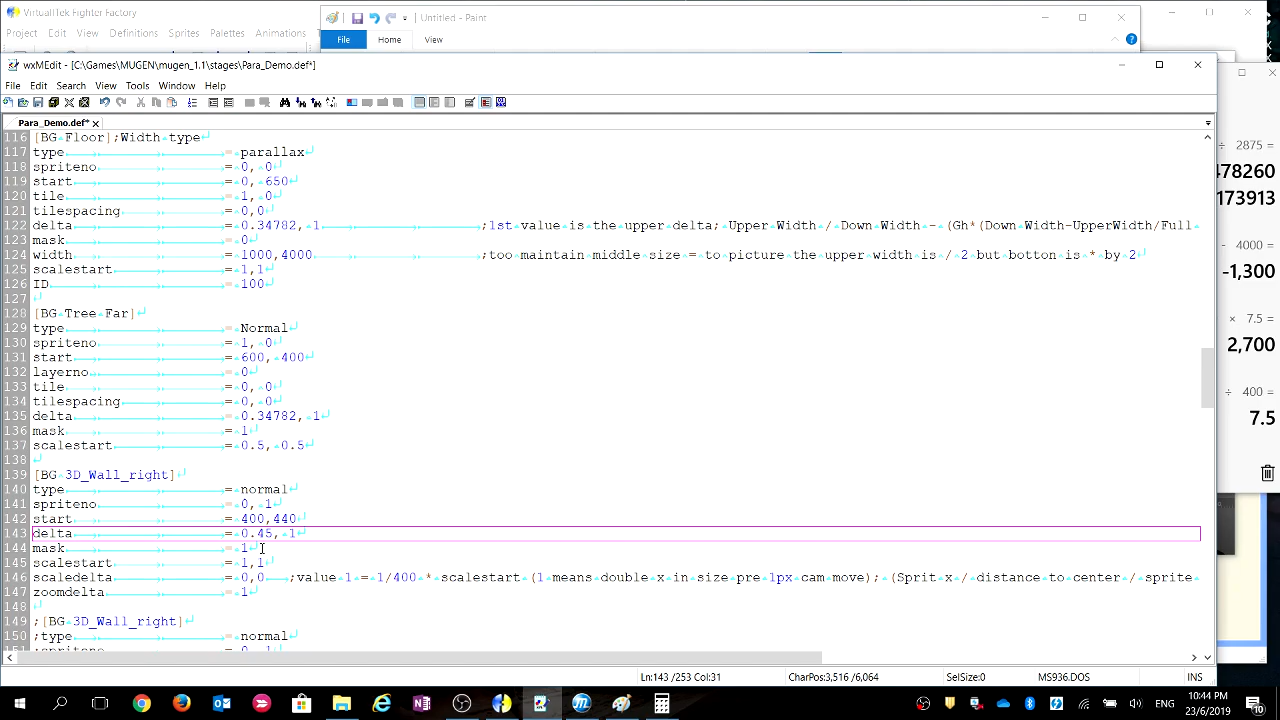 VirtuallTek Fighter Factory
Project Edit View Definitions Sprites Palettes Animations
Untitled - Paint
File Home View
wxMEdit - [C:\Games\MUGEN\mugen_1.1\stages\Para_Demo.def*]
File Edit Search View Tools Window Help
Para_Demo.def*
116 [BG Floor];Width type
117 type = parallax
118 spriteno = 0, 0
119 start = 0, 650
120 tile = 1, 0
121 tilespacing = 0,0
122 delta = 0.34782, 1 ;1st value is the upper delta; Upper Width / Down Width -- (Gh*(Down Width-UpperWidth/Full
123 mask = 0
124 width = 1000,4000 ;too maintain middle size = to picture the upper width is / 2 but botton is * by 2
125 scalestart = 1,1
126 ID = 100
127
128 [BG Tree Far]
129 type = Normal
130 spriteno = 1, 0
131 start = 600, 400
132 layerno = 0
133 tile = 0, 0
134 tilespacing = 0, 0
135 delta = 0.34782, 1
136 mask = 1
137 scalestart = 0.5, 0.5
138
139 [BG 3D_Wall_right]
140 type = normal
141 spriteno = 0, 1
142 start = 400,440
143 delta = 0.45, 1
144 mask = 1
145 scalestart = 1,1
146 scaledelta = 0,0 ;value 1 = 1/400 * scalestart (1 means double x in size pre 1px cam move); (Sprit x / distance to center / sprite
147 zoomdelta = 1
148
149 ;[BG 3D_Wall_right]
150 ;type = normal
÷ 2875 =
478260
173913
- 4000 =
-1,300
× 7.5 =
2,700
÷ 400 =
7.5
Ln:143 /253 Col:31 CharPos:3,516 /6,064 SelSize:0 MS936.DOS INS
ENG
10:44 PM
23/6/2019